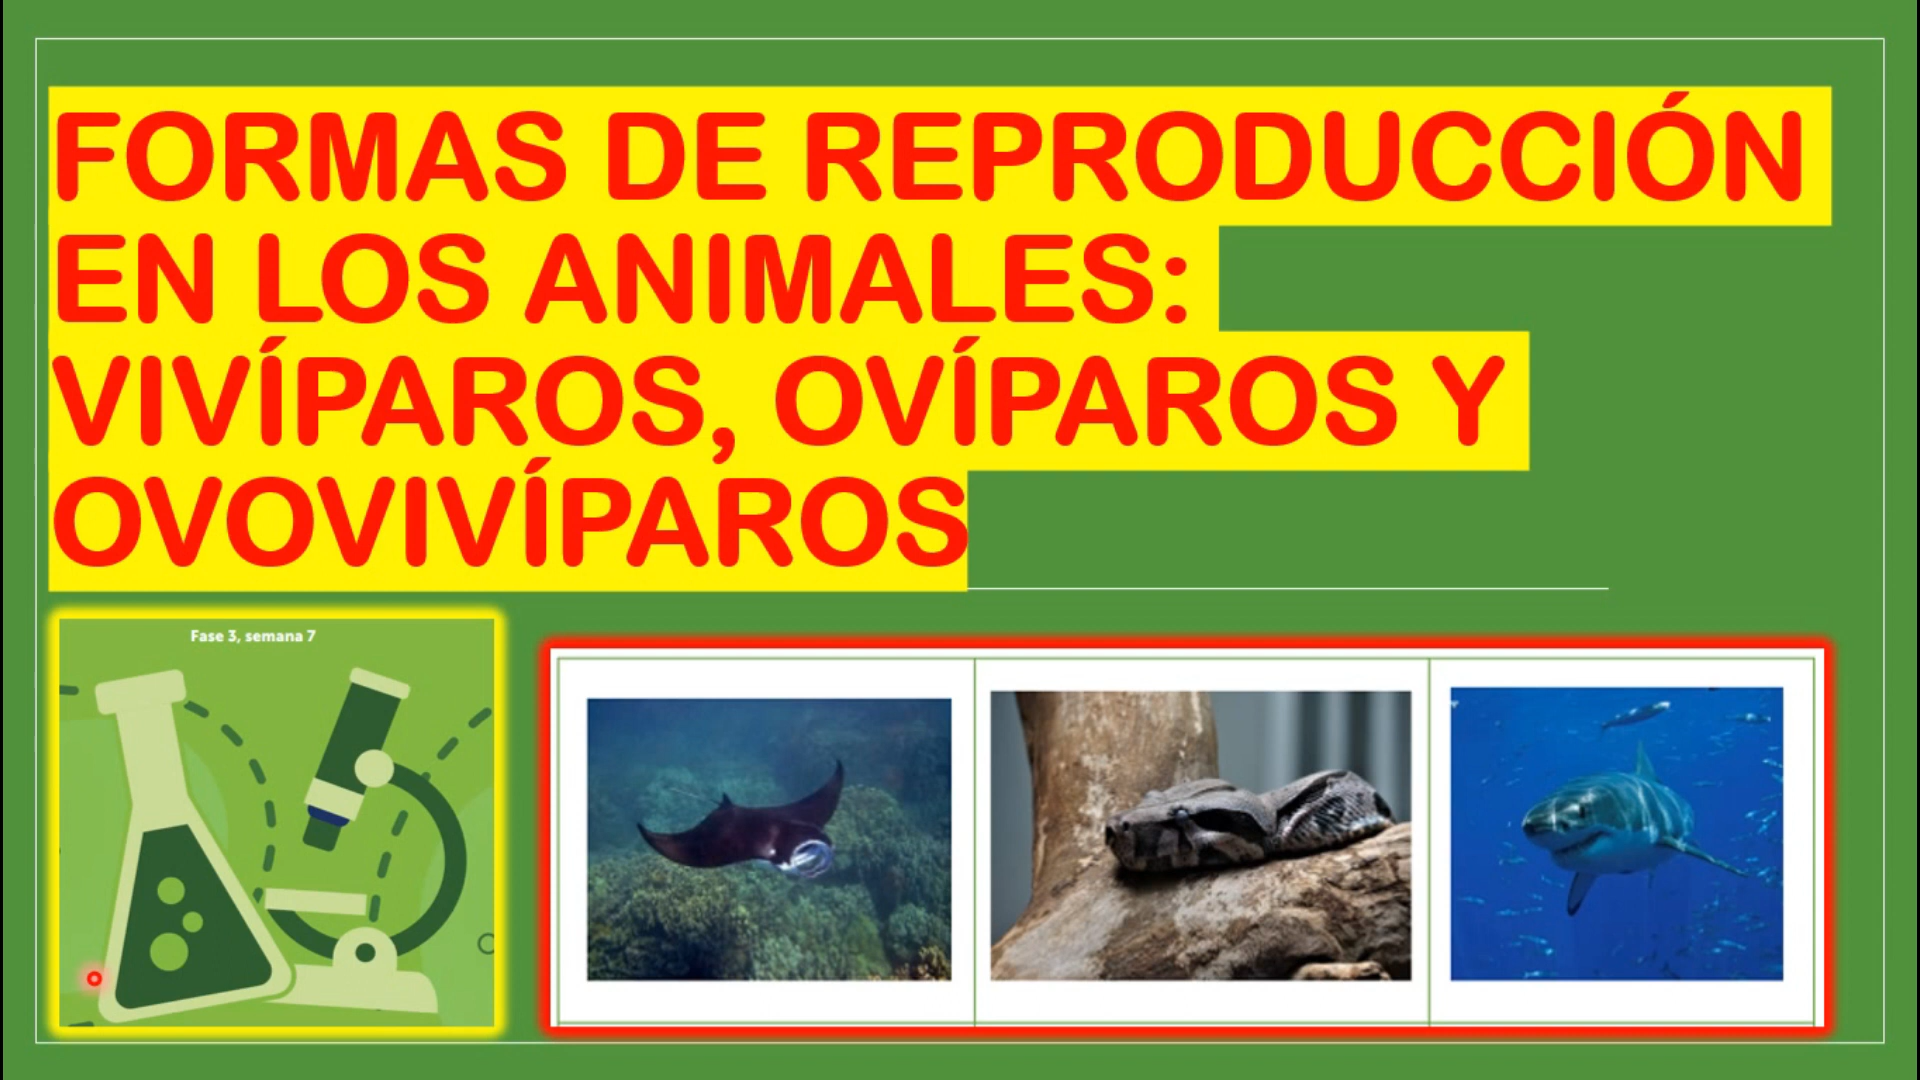 FORMAS DE REPRODUCCIÓN
EN LOS ANIMALES:
VIVÍPAROS, OVÍPAROS Y
OVOVIVÍPAROS
Fase 3, semana 7